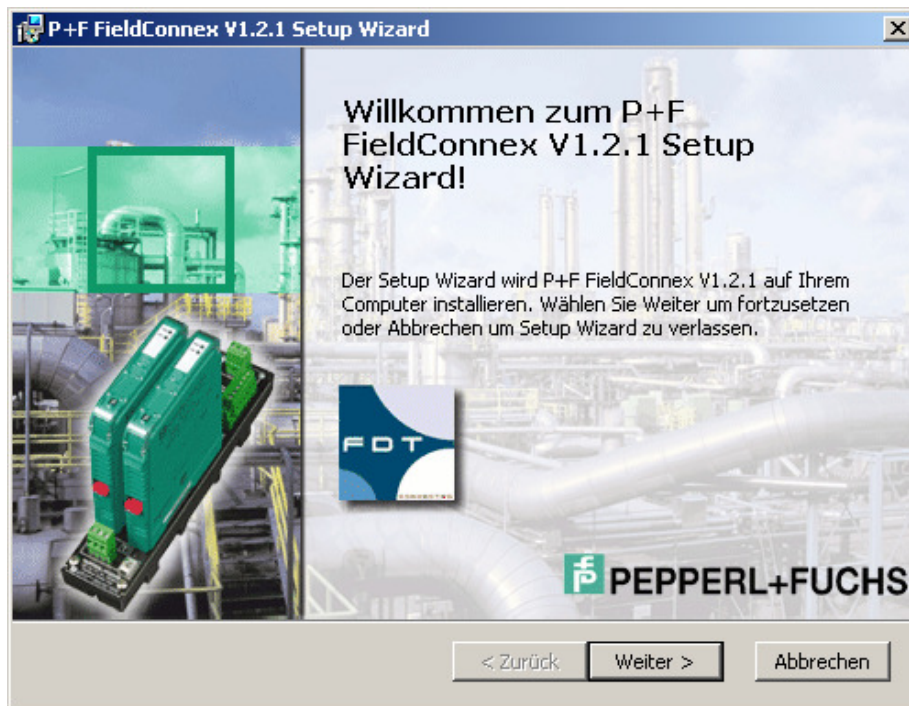 P+F FieldConnex V1.2.1 Setup Wizard
Willkommen zum P+F
FieldConnex V1.2.1 Setup
Wizard!
Der Setup Wizard wird P+F FieldConnex V1.2.1 auf Ihrem
Computer installieren. Wählen Sie Weiter um fortzusetzen
oder Abbrechen um Setup Wizard zu verlassen.
FDT
PEPPERL+FUCHS
< Zurück
Weiter >
Abbrechen